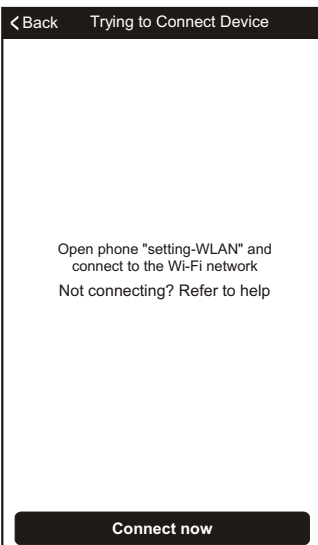 Back Trying to Connect Device
Open phone "setting-WLAN" and
connect to the Wi-Fi network
Not connecting? Refer to help
Connect now